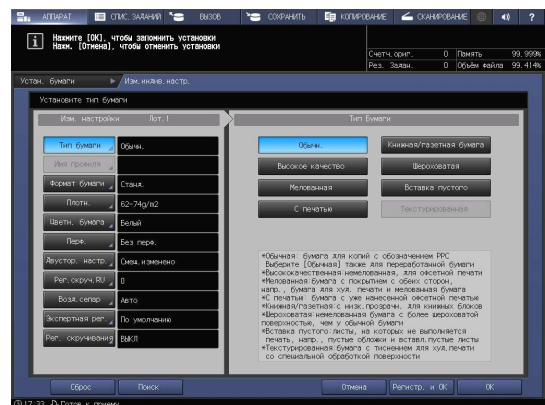 АППАРАТ
СПИС.ЗАДАНИЙ
ВЫЗОВ
СОХРАНИТЬ
КОПИРОВАНИЕ
СКАНИРОВАНИЕ
?
Нажмите [OK], чтобы запомнить установки
Нажм. [Отмена], чтобы отменить установки
Счетч.ориг. 0 Память 99.999%
Рез. Задан. 0 Объём файла 99.414%
Устан. бумаги
Изм.индив.настр.
Установите тип бумаги
Изм. настройки Лот.1
Тип Бумаги
Тип бумаги Обычн.
Имя профиля
Формат бумаги Станд.
Плотн. 62-74g/m2
Цветн. бумага Белый
Перф. Без перф.
Двустор. настр. Смещ.изменено
Рег.скруч.RU 0
Возд.сепар Авто
Экспертная рег. По умолчанию
Рег. скручивания ВЫКЛ
Обычн.
Книжная/газетная бумага
Высокое качество
Шероховатая
Мелованная
Вставка пустого
С печатью
Текстурированная
*Обычная: бумага для копий с обозначением PPC
Выберите [Обычная] также для переработанной бумаги
*Высококачественная немелованная, для офсетной печати
*Мелованная:бумага с покрытием с обеих сторон,
напр., бумага для худ. печати и мелованная бумага
*С печатью: бумага с уже нанесенной офсетной печатью
*Книжная/газетная:с низк.прозрачн. для книжных блоков
*Шероховатая:немелованная бумага с более шероховатой
поверхностью, чем у обычной бумаги
*Вставка пустого:листы, на которых не выполняется
печать, напр., пустые обложки и вставл.пустые листы
*Текстурированная:бумага с тиснением для худ.печати
со специальной обработкой поверхности
Сброс
Поиск
Отмена
Регистр. и OK
OK
17:33 Готов к приему